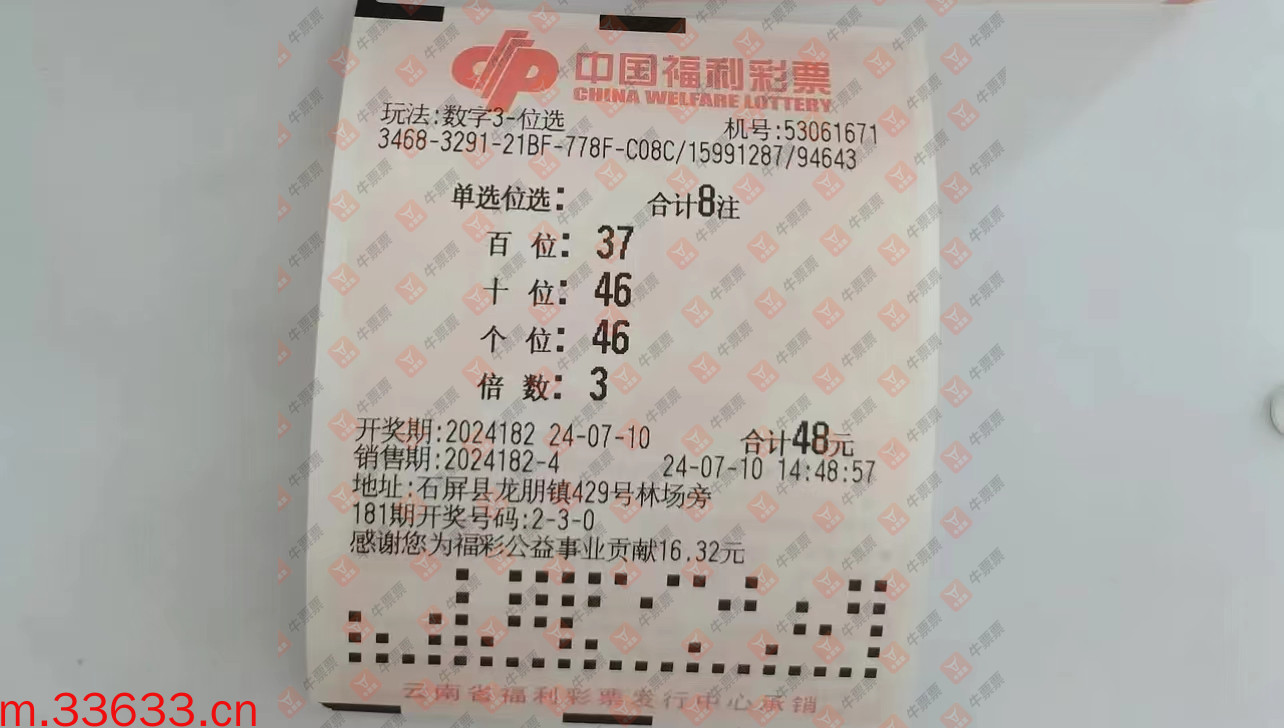 中国福利彩票
CHINA WELFARE LOTTERY
玩法:数字3-位选 机号:53061671
3468-3291-21BF-778F-C08C/15991287/94643
单选位选: 合计8注
百 位: 37
十 位: 46
个 位: 46
倍 数: 3
开奖期:2024182 24-07-10 合计48元
销售期:2024182-4 24-07-10 14:48:57
地址:石屏县龙朋镇429号林场旁
181期开奖号码:2-3-0
感谢您为福彩公益事业贡献16.32元
云南省福利彩票发行中心承销
m.33633.cn
牛票票